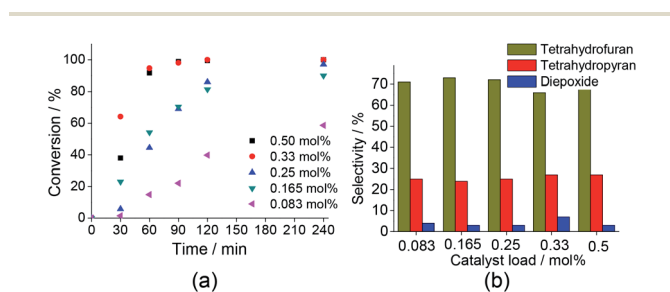 100
80
60
40
20
0
Conversion / %
0 30 60 90 120 150 180 210 240
Time / min
0.50 mol%
0.33 mol%
0.25 mol%
0.165 mol%
0.083 mol%
(a)
Tetrahydrofuran
Tetrahydropyran
Diepoxide
70
60
50
40
30
20
10
0
Selectivity / %
0.083 0.165 0.25 0.33 0.5
Catalyst load / mol%
(b)